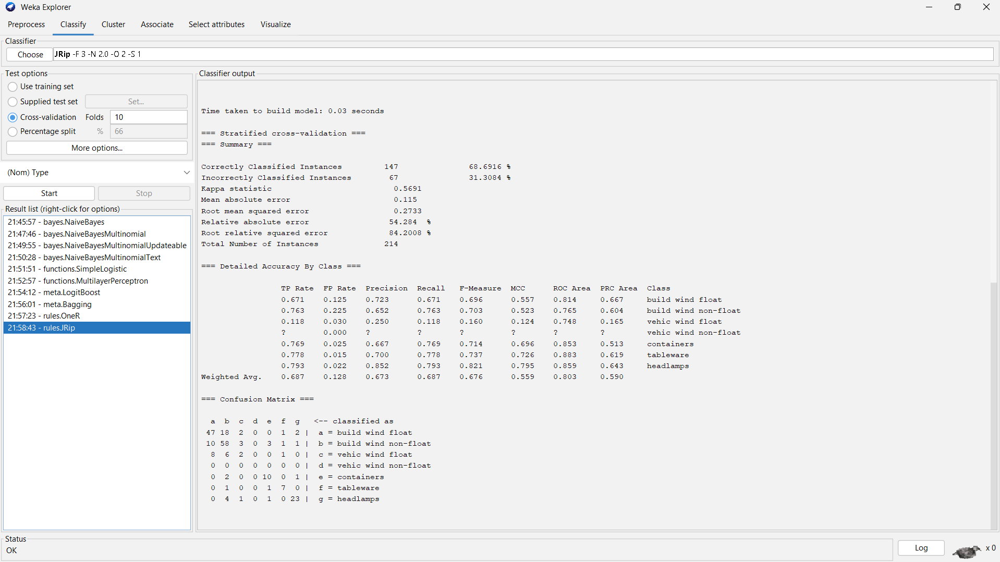 Weka Explorer
Preprocess Classify Cluster Associate Select attributes Visualize
Classifier
Choose JRip -F 3 -N 2.0 -O 2 -S 1
Test options
Use training set
Supplied test set Set...
Cross-validation Folds 10
Percentage split % 66
More options...
(Nom) Type
Start Stop
Result list (right-click for options)
21:45:57 - bayes.NaiveBayes
21:47:46 - bayes.NaiveBayesMultinomial
21:49:55 - bayes.NaiveBayesMultinomialUpdateable
21:50:28 - bayes.NaiveBayesMultinomialText
21:51:51 - functions.SimpleLogistic
21:52:57 - functions.MultilayerPerceptron
21:54:12 - meta.LogitBoost
21:56:01 - meta.Bagging
21:57:23 - rules.OneR
21:58:43 - rules.JRip
Classifier output
Time taken to build model: 0.03 seconds
=== Stratified cross-validation ===
=== Summary ===
Correctly Classified Instances 147 68.6916 %
Incorrectly Classified Instances 67 31.3084 %
Kappa statistic 0.5691
Mean absolute error 0.115
Root mean squared error 0.2733
Relative absolute error 54.284 %
Root relative squared error 84.2008 %
Total Number of Instances 214
=== Detailed Accuracy By Class ===
TP Rate FP Rate Precision Recall F-Measure MCC ROC Area PRC Area Class
0.671 0.125 0.723 0.671 0.696 0.557 0.814 0.667 build wind float
0.763 0.225 0.652 0.763 0.703 0.523 0.765 0.604 build wind non-float
0.118 0.030 0.250 0.118 0.160 0.124 0.748 0.165 vehic wind float
? 0.000 ? ? ? ? ? ? vehic wind non-float
0.769 0.025 0.667 0.769 0.714 0.696 0.853 0.513 containers
0.778 0.015 0.700 0.778 0.737 0.726 0.883 0.619 tableware
0.793 0.022 0.852 0.793 0.821 0.795 0.859 0.643 headlamps
Weighted Avg. 0.687 0.128 0.673 0.687 0.676 0.559 0.803 0.590
=== Confusion Matrix ===
a b c d e f g <-- classified as
47 18 2 0 0 1 2 | a = build wind float
10 58 3 0 3 1 1 | b = build wind non-float
8 6 2 0 0 1 0 | c = vehic wind float
0 0 0 0 0 0 0 | d = vehic wind non-float
0 2 0 0 10 0 1 | e = containers
0 1 0 0 1 7 0 | f = tableware
0 4 1 0 1 0 23 | g = headlamps
Status
OK
Log x 0